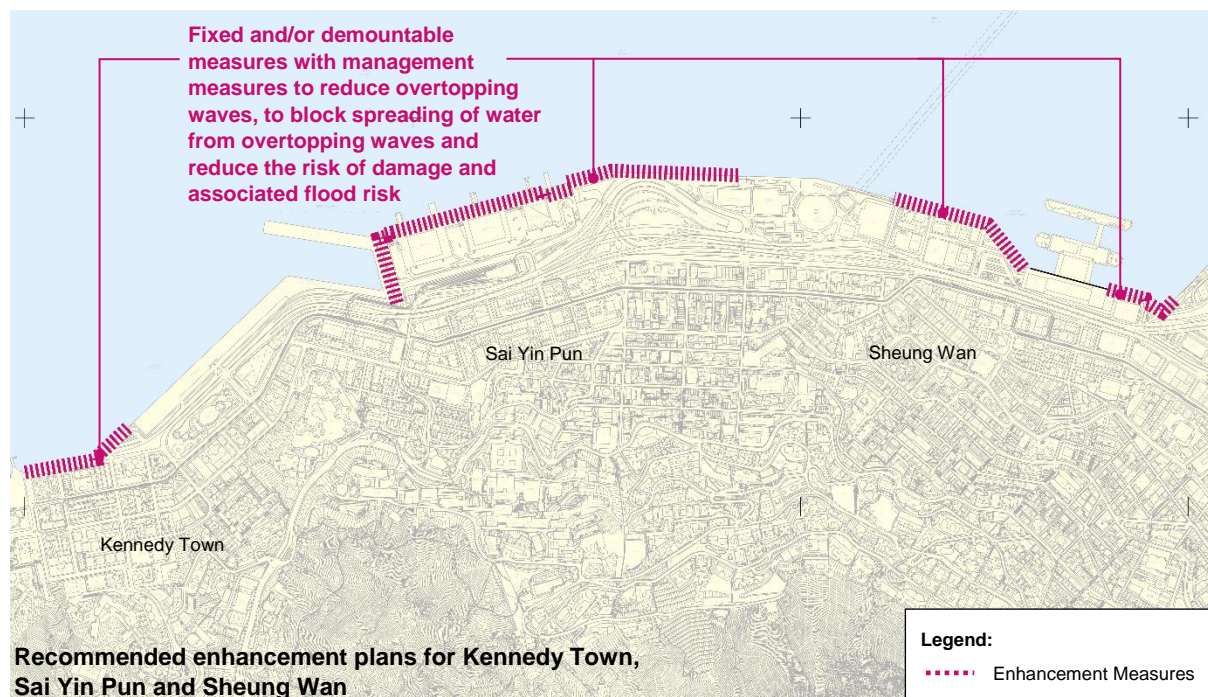 Fixed and/or demountable
measures with management
measures to reduce overtopping
waves, to block spreading of water
from overtopping waves and
reduce the risk of damage and
associated flood risk
Sai Yin Pun
Sheung Wan
Kennedy Town
Recommended enhancement plans for Kennedy Town,
Sai Yin Pun and Sheung Wan
Legend:
Enhancement Measures